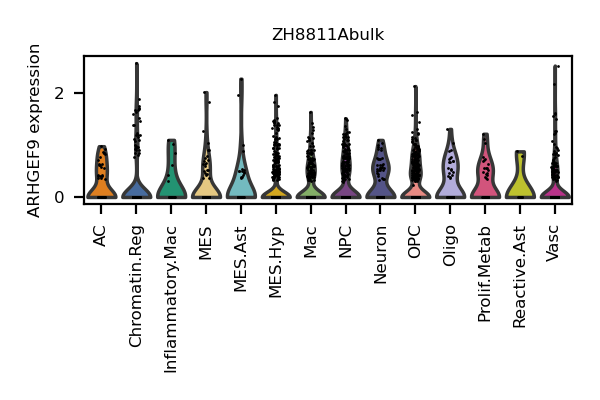 ZH8811Abulk
ARHGEF9 expression
2
0
AC
Chromatin.Reg
Inflammatory.Mac
MES
MES.Ast
MES.Hyp
Mac
NPC
Neuron
OPC
Oligo
Prolif.Metab
Reactive.Ast
Vasc